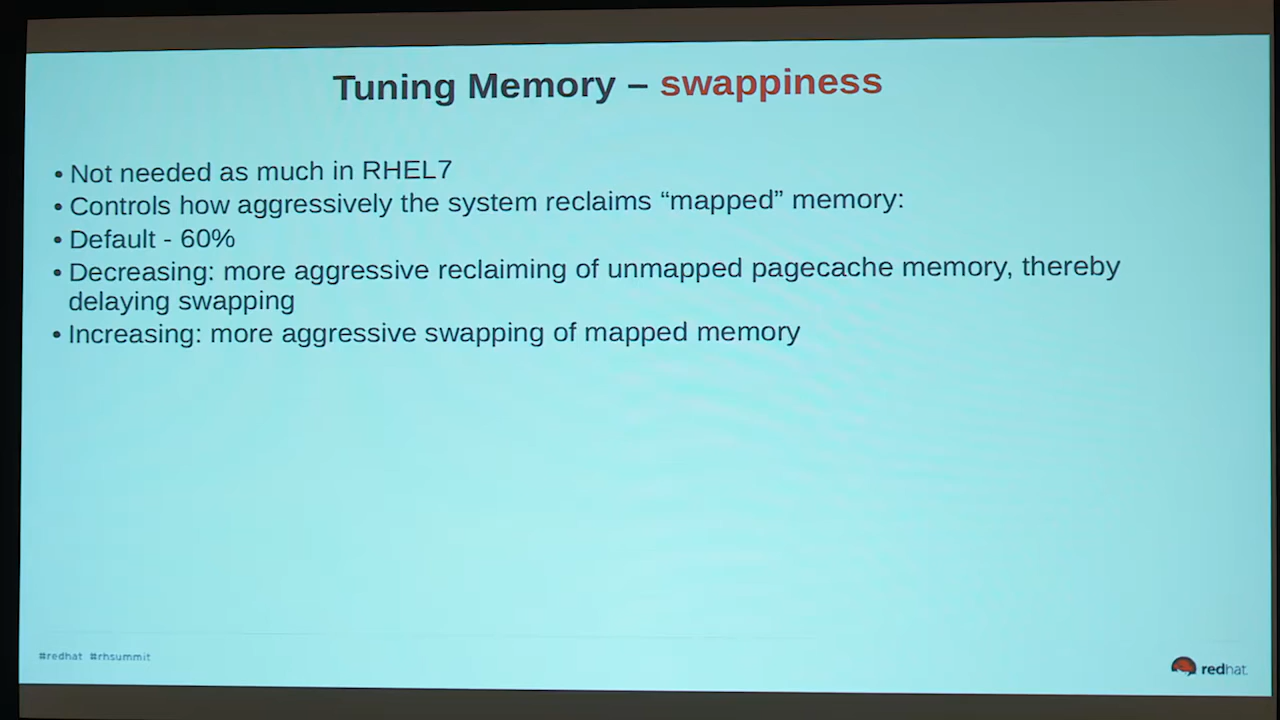 Tuning Memory – swappiness
• Not needed as much in RHEL7
• Controls how aggressively the system reclaims “mapped” memory:
• Default - 60%
• Decreasing: more aggressive reclaiming of unmapped pagecache memory, thereby
delaying swapping
• Increasing: more aggressive swapping of mapped memory
#redhat #rhsummit
redhat.